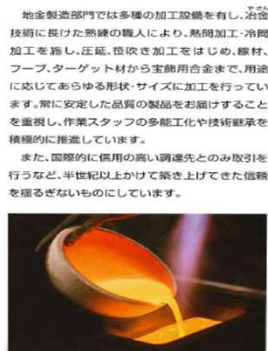 地金製造部門では多種の加工設備を有し、冶金
技術に長けた熟練の職人により、熱間加工・冷間
加工を施し、圧延、笹吹き加工をはじめ、線材、
フープ、ターゲット材から宝飾用合金まで、用途
に応じてあらゆる形状・サイズに加工を行ってい
ます。常に安定した品質の製品をお届けすること
を重視し、作業スタッフの多能工化や技術継承を
積極的に推進しています。
また、国際的に信用の高い調達先とのみ取引を
行うなど、半世紀以上かけて築き上げてきた信頼
を揺るぎないものにしています。